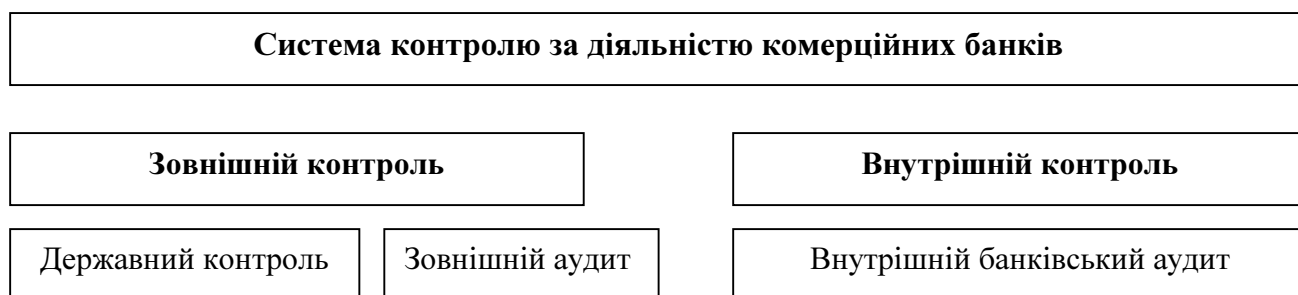 Система контролю за діяльністю комерційних банків
Зовнішній контроль
Внутрішній контроль
Державний контроль
Зовнішній аудит
Внутрішній банківський аудит